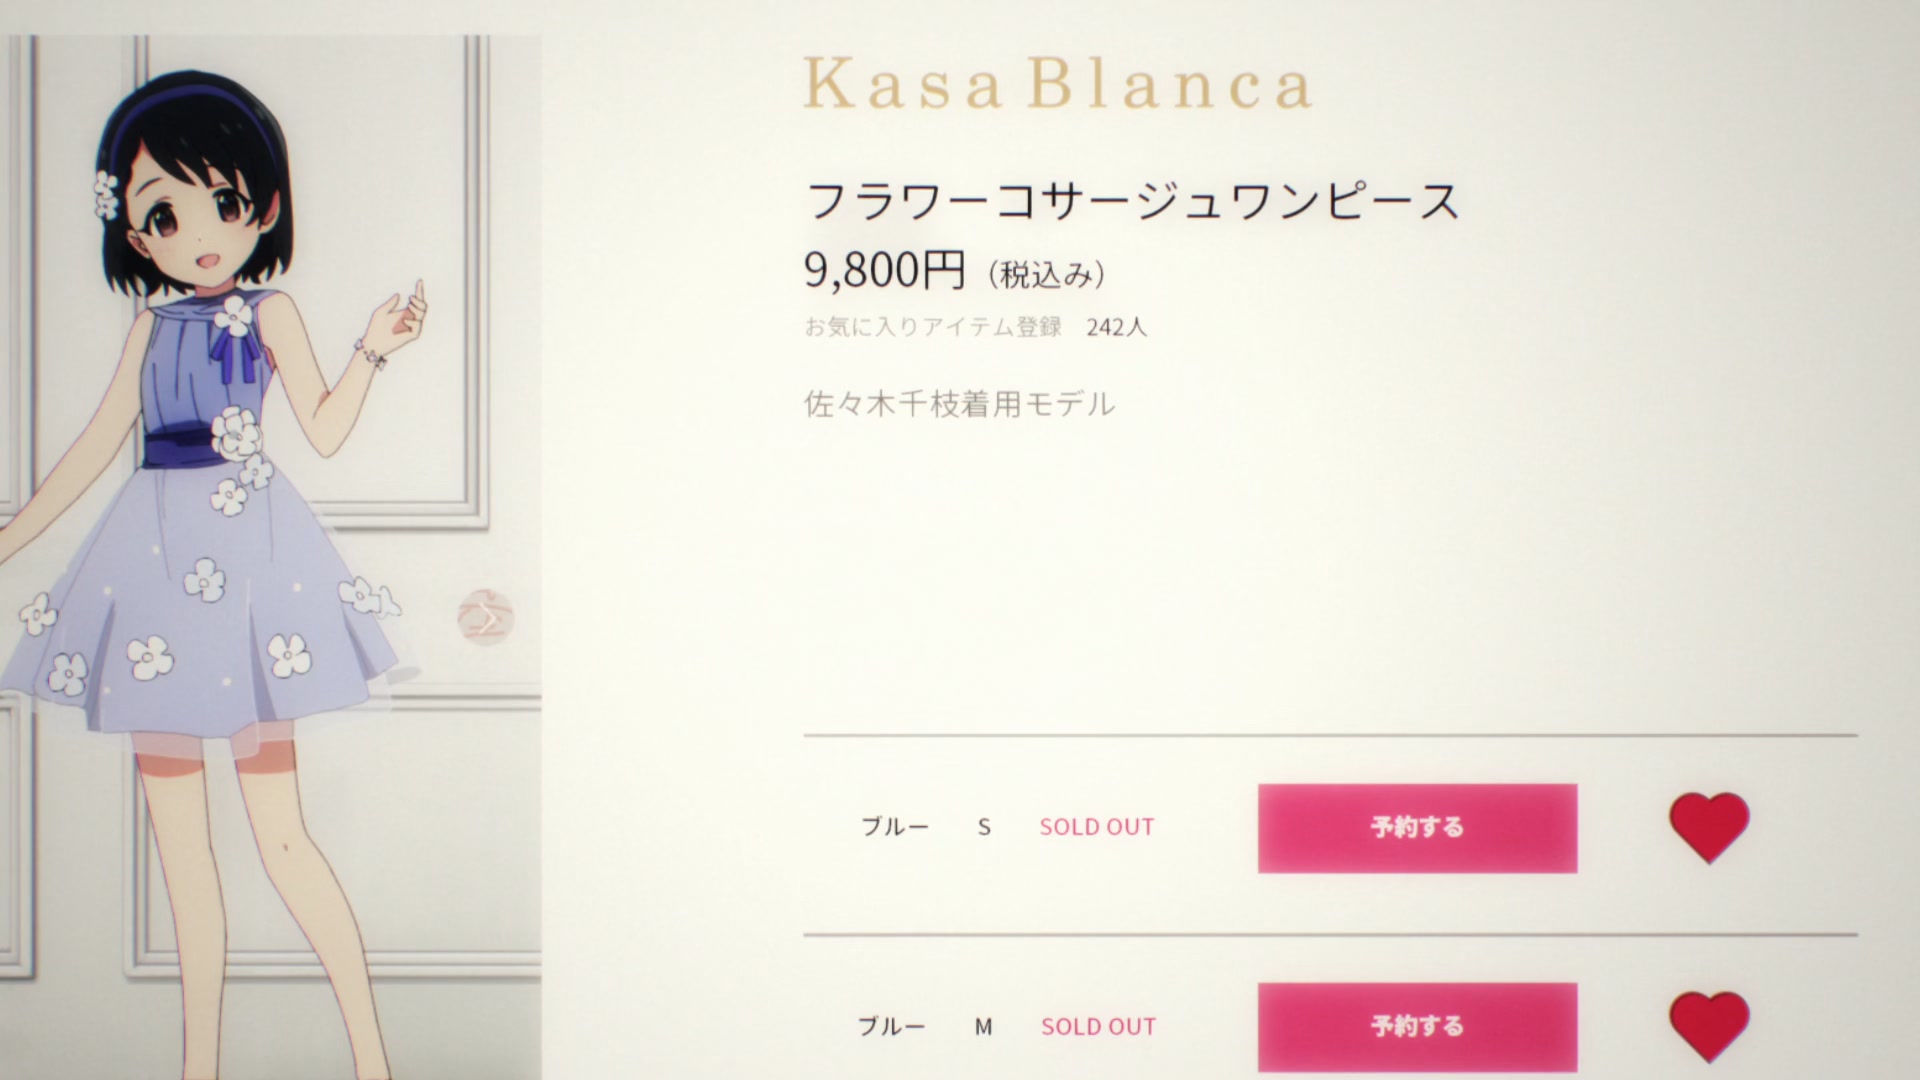 Kasa Blanca
フラワーコサージュワンピース
9,800円 (税込み)
お気に入りアイテム登録 242人
佐々木千枝着用モデル
ブルー S SOLD OUT 予約する
ブルー M SOLD OUT 予約する